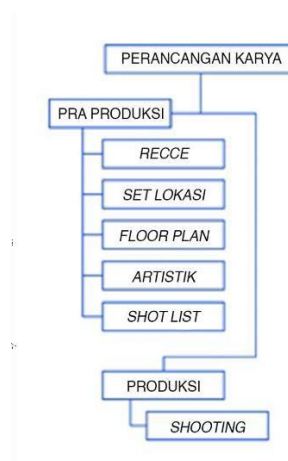 PERANCANGAN KARYA
PRA PRODUKSI
RECCE
SET LOKASI
FLOOR PLAN
ARTISTIK
SHOT LIST
PRODUKSI
SHOOTING